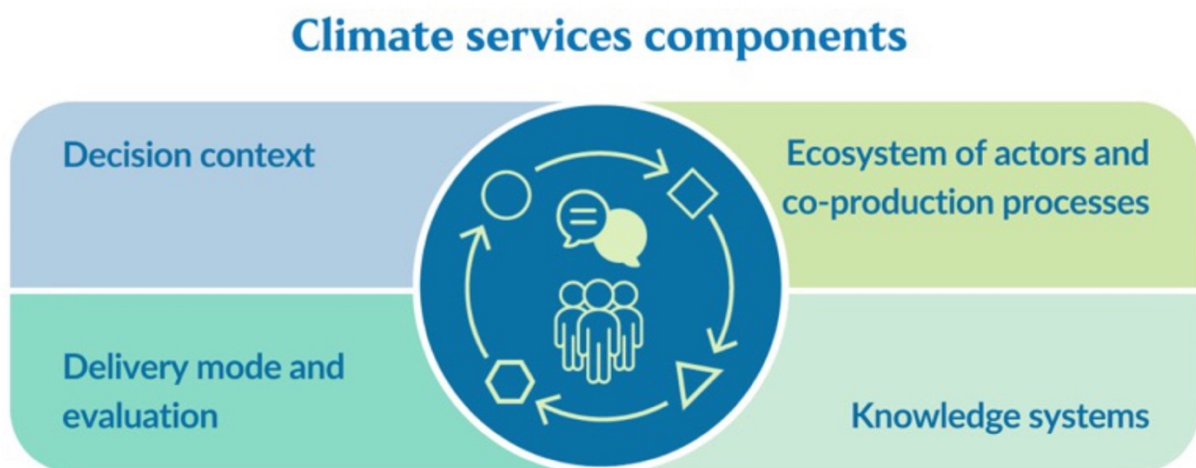 Climate services components
Decision context
Ecosystem of actors and
co-production processes
Delivery mode and
evaluation
Knowledge systems